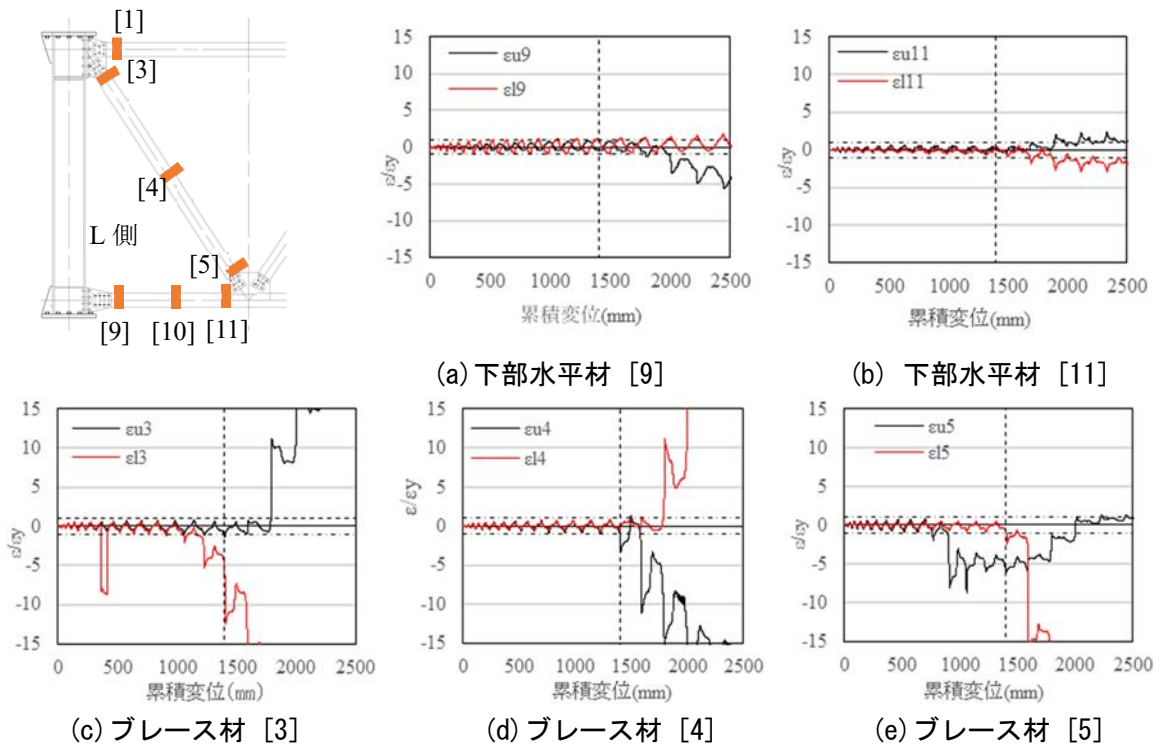 [1]
[3]
[4]
L 側
[5]
[9] [10] [11]
15
10
5
0
-5
-10
-15
ε/εy
εu9
εl9
0 500 1000 1500 2000 2500
累積変位(mm)
(a)下部水平材 [9]
15
10
5
0
-5
-10
-15
ε/εy
εu11
εl11
0 500 1000 1500 2000 2500
累積変位(mm)
(b) 下部水平材 [11]
15
10
5
0
-5
-10
-15
ε/εy
εu3
εl3
0 500 1000 1500 2000 2500
累積変位(mm)
(c)ブレース材 [3]
15
10
5
0
-5
-10
-15
ε/εy
εu4
εl4
0 500 1000 1500 2000 2500
累積変位(mm)
(d)ブレース材 [4]
15
10
5
0
-5
-10
-15
ε/εy
εu5
εl5
0 500 1000 1500 2000 2500
累積変位(mm)
(e)ブレース材 [5]